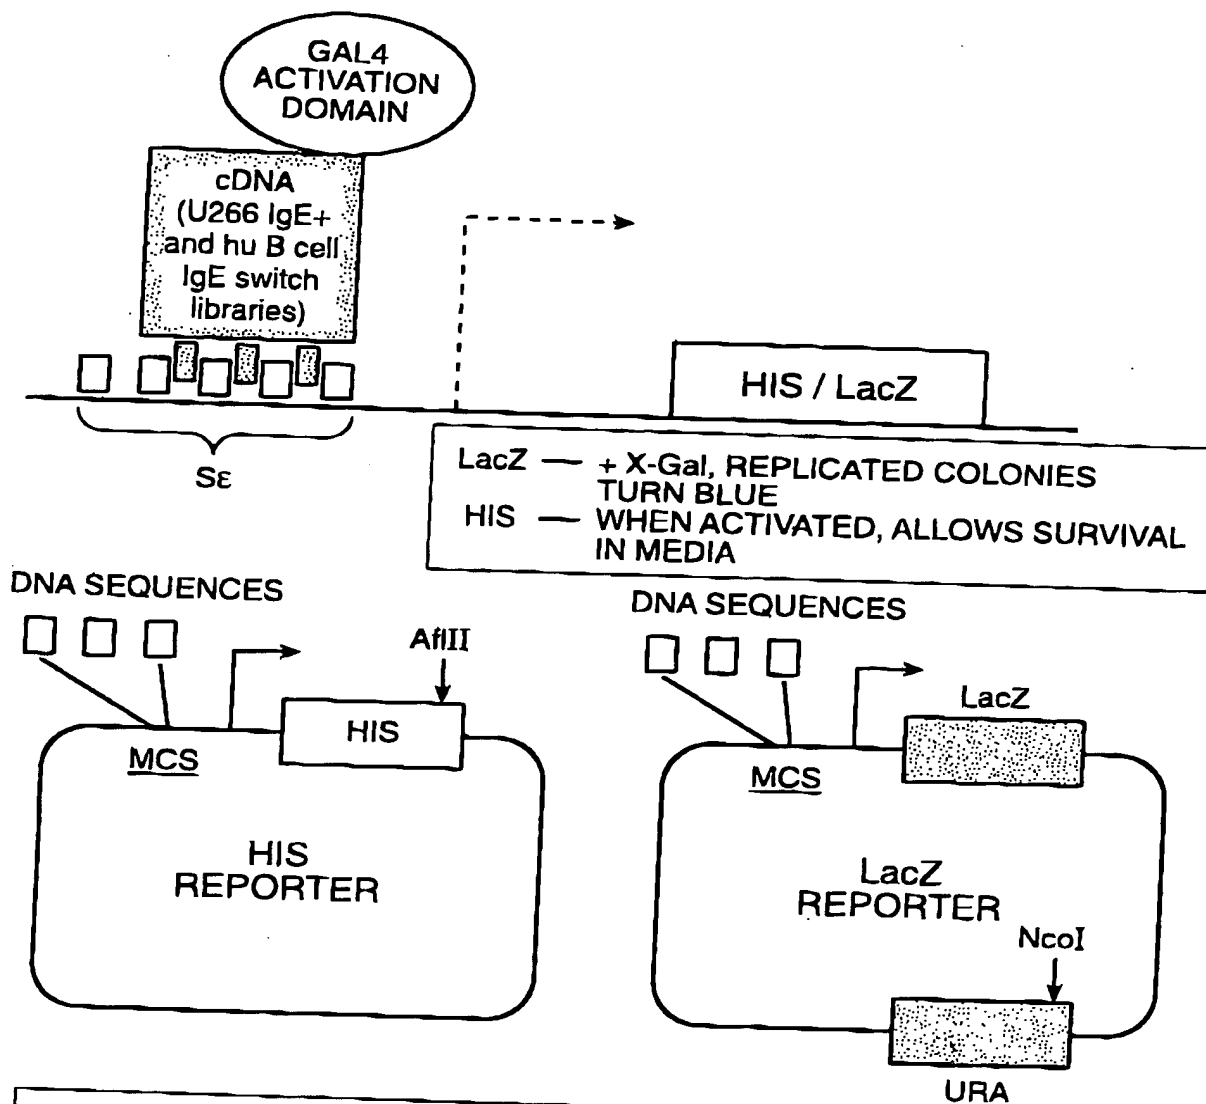 GAL4
ACTIVATION
DOMAIN
cDNA
(U266 IgE+
and hu B cell
IgE switch
libraries)
HIS / LacZ
Sε
LacZ — + X-Gal, REPLICATED COLONIES
TURN BLUE
HIS — WHEN ACTIVATED, ALLOWS SURVIVAL
IN MEDIA
DNA SEQUENCES
AflII
HIS
MCS
HIS
REPORTER
DNA SEQUENCES
LacZ
MCS
LacZ
REPORTER
NcoI
URA